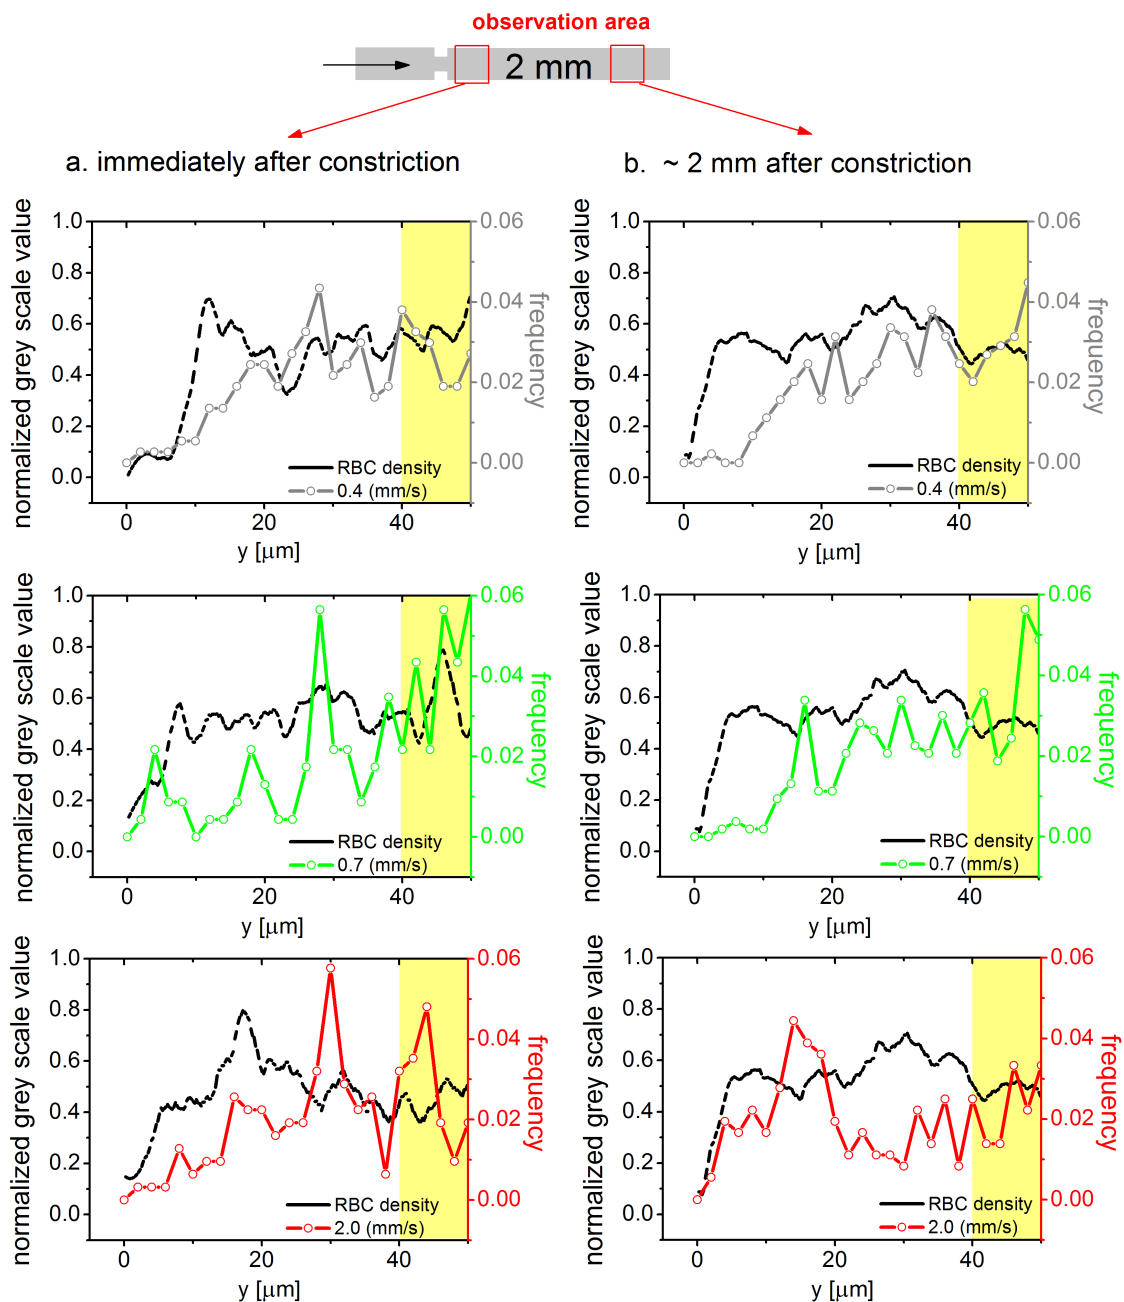 observation area
2 mm
a. immediately after constriction
b. ~ 2 mm after constriction
normalized grey scale value
1.0
0.8
0.6
0.4
0.2
0.0
0.06
0.04
0.02
0.00
frequency
RBC density
0.4 (mm/s)
0 20 40
y [μm]
normalized grey scale value
1.0
0.8
0.6
0.4
0.2
0.0
0.06
0.04
0.02
0.00
frequency
RBC density
0.4 (mm/s)
0 20 40
y [μm]
normalized grey scale value
1.0
0.8
0.6
0.4
0.2
0.0
0.06
0.04
0.02
0.00
frequency
RBC density
0.7 (mm/s)
0 20 40
y [μm]
normalized grey scale value
1.0
0.8
0.6
0.4
0.2
0.0
0.06
0.04
0.02
0.00
frequency
RBC density
0.7 (mm/s)
0 20 40
y [μm]
normalized grey scale value
1.0
0.8
0.6
0.4
0.2
0.0
0.06
0.04
0.02
0.00
frequency
RBC density
2.0 (mm/s)
0 20 40
y [μm]
normalized grey scale value
1.0
0.8
0.6
0.4
0.2
0.0
0.06
0.04
0.02
0.00
frequency
RBC density
2.0 (mm/s)
0 20 40
y [μm]